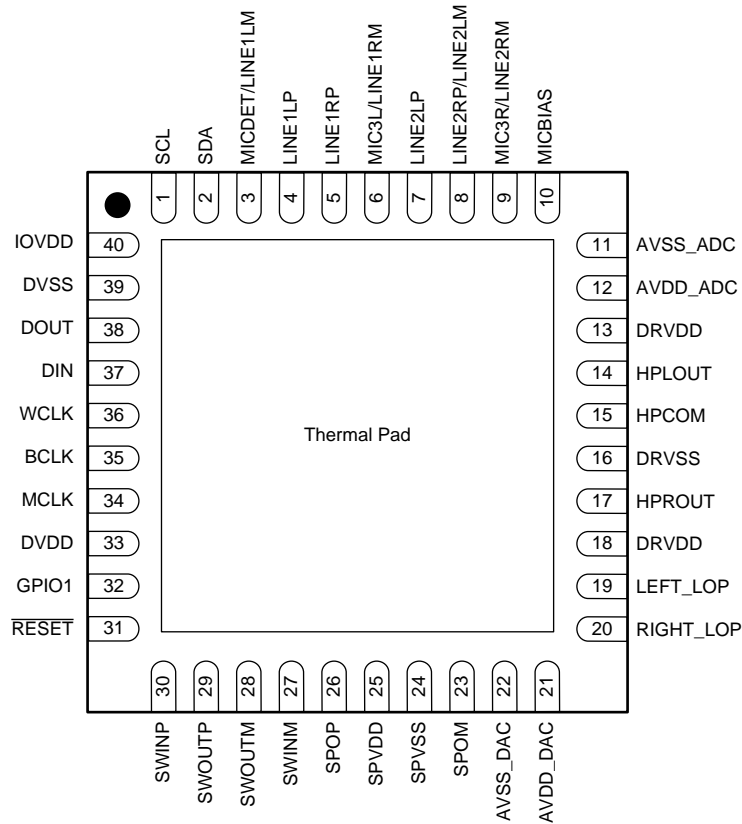 SCL
SDA
MICDET/LINE1LM
LINE1LP
LINE1RP
MIC3L/LINE1RM
LINE2LP
LINE2RP/LINE2LM
MIC3R/LINE2RM
MICBIAS
1
2
3
4
5
6
7
8
9
10
IOVDD 40
DVSS 39
DOUT 38
DIN 37
WCLK 36
BCLK 35
MCLK 34
DVDD 33
GPIO1 32
RESET 31
Thermal Pad
11 AVSS_ADC
12 AVDD_ADC
13 DRVDD
14 HPLOUT
15 HPCOM
16 DRVSS
17 HPROUT
18 DRVDD
19 LEFT_LOP
20 RIGHT_LOP
30
29
28
27
26
25
24
23
22
21
SWINP
SWOUTP
SWOUTM
SWINM
SPOP
SPVDD
SPVSS
SPOM
AVSS_DAC
AVDD_DAC